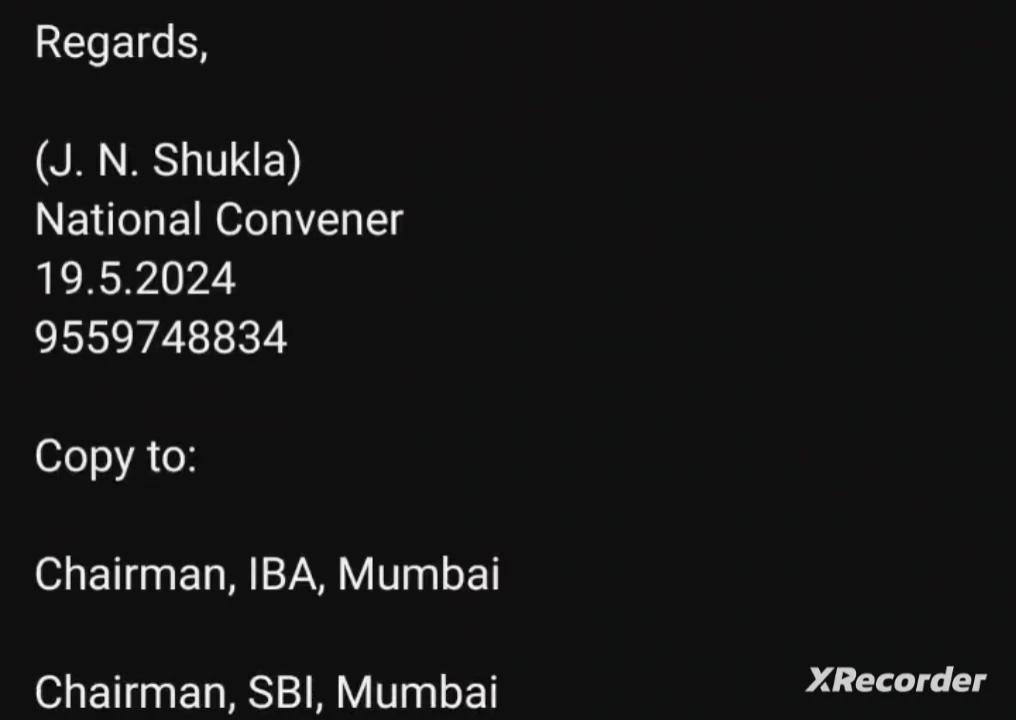 Regards,
(J. N. Shukla)
National Convener
19.5.2024
9559748834
Copy to:
Chairman, IBA, Mumbai
Chairman, SBI, Mumbai
XRecorder